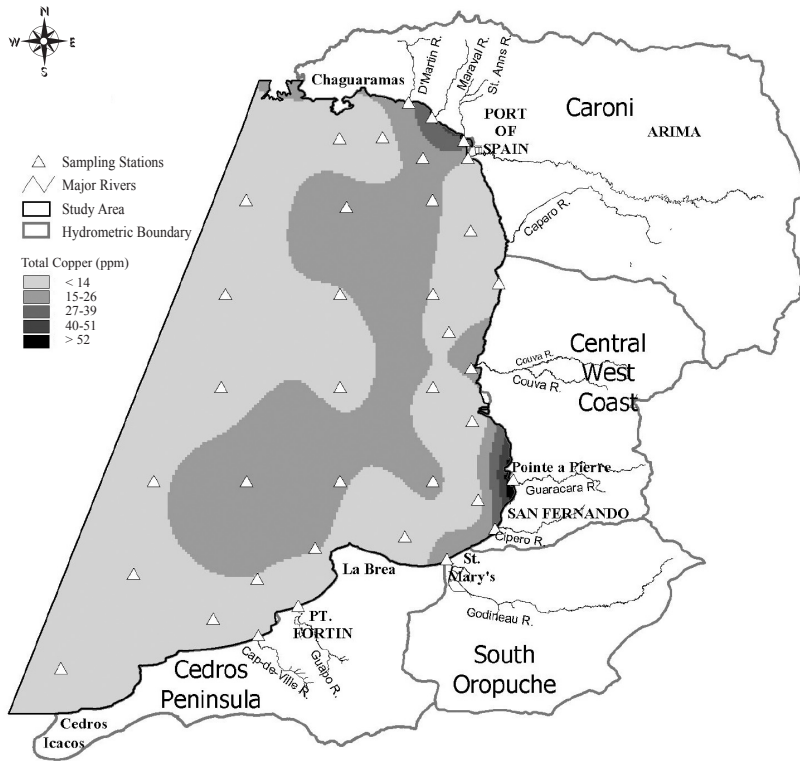 N
W E
S
Chaguaramas
D'Martin R.
Maraval R.
St. Anns R.
PORT
OF
SPAIN
Caroni
ARIMA
Sampling Stations
Major Rivers
Study Area
Hydrometric Boundary
Caparo R.
Total Copper (ppm)
< 14
15-26
27-39
40-51
> 52
Central
West
Coast
Couva R.
Couva R.
Pointe a Pierre
Guaracara R.
SAN FERNANDO
Cipero R.
La Brea
St.
Mary's
Godineau R.
PT.
FORTIN
Guapo R.
Cap-de-Ville R.
Cedros
Peninsula
South
Oropuche
Cedros
Icacos